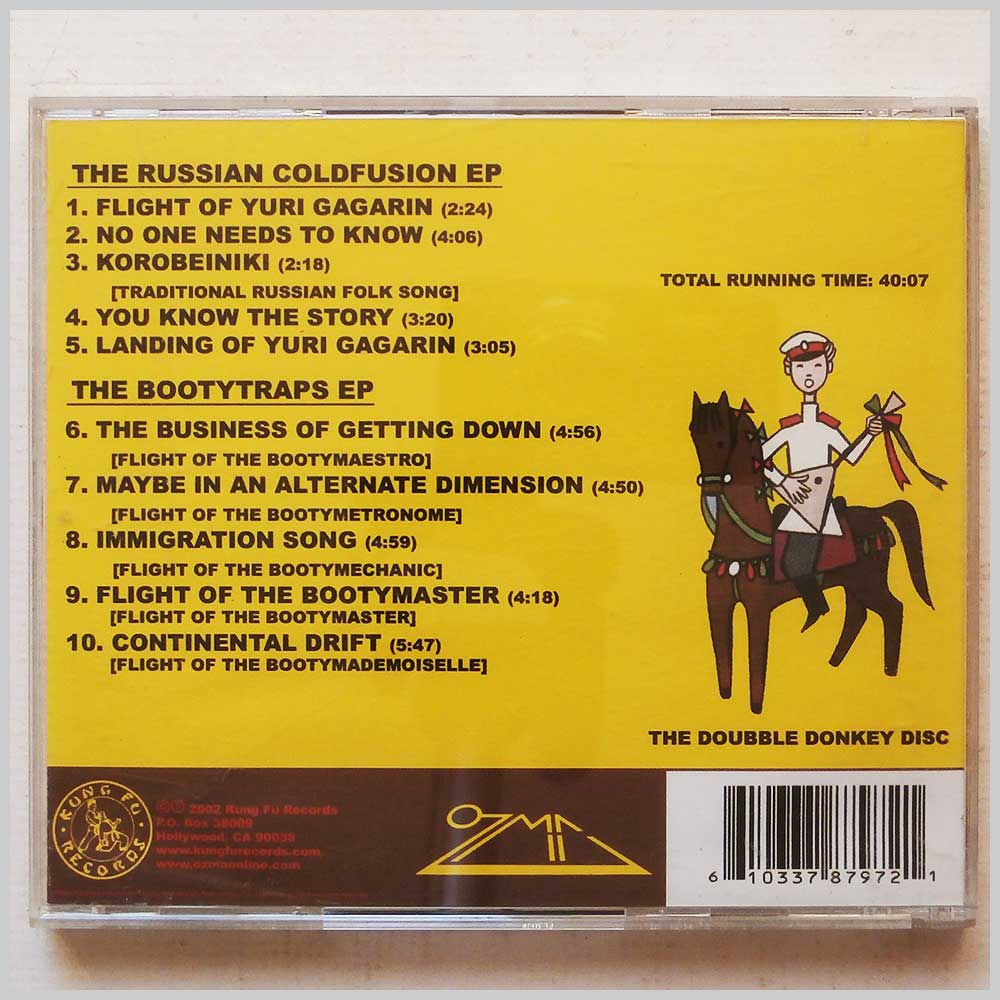 THE RUSSIAN COLDFUSION EP
1. FLIGHT OF YURI GAGARIN (2:24)
2. NO ONE NEEDS TO KNOW (4:06)
3. KOROBEINIKI (2:18)
[TRADITIONAL RUSSIAN FOLK SONG]
4. YOU KNOW THE STORY (3:20)
5. LANDING OF YURI GAGARIN (3:05)
THE BOOTYTRAPS EP
6. THE BUSINESS OF GETTING DOWN (4:56)
[FLIGHT OF THE BOOTYMAESTRO]
7. MAYBE IN AN ALTERNATE DIMENSION (4:50)
[FLIGHT OF THE BOOTYMETRONOME]
8. IMMIGRATION SONG (4:59)
[FLIGHT OF THE BOOTYMECHANIC]
9. FLIGHT OF THE BOOTYMASTER (4:18)
[FLIGHT OF THE BOOTYMASTER]
10. CONTINENTAL DRIFT (5:47)
[FLIGHT OF THE BOOTYMADEMOISELLE]
TOTAL RUNNING TIME: 40:07
THE DOUBBLE DONKEY DISC
KUNG FU RECORDS
2002 Kung Fu Records
P.O. Box 38009
Hollywood, CA 90038
www.kungfurecords.com
www.ozmaonline.com
OZMA
6 10337 87972 1